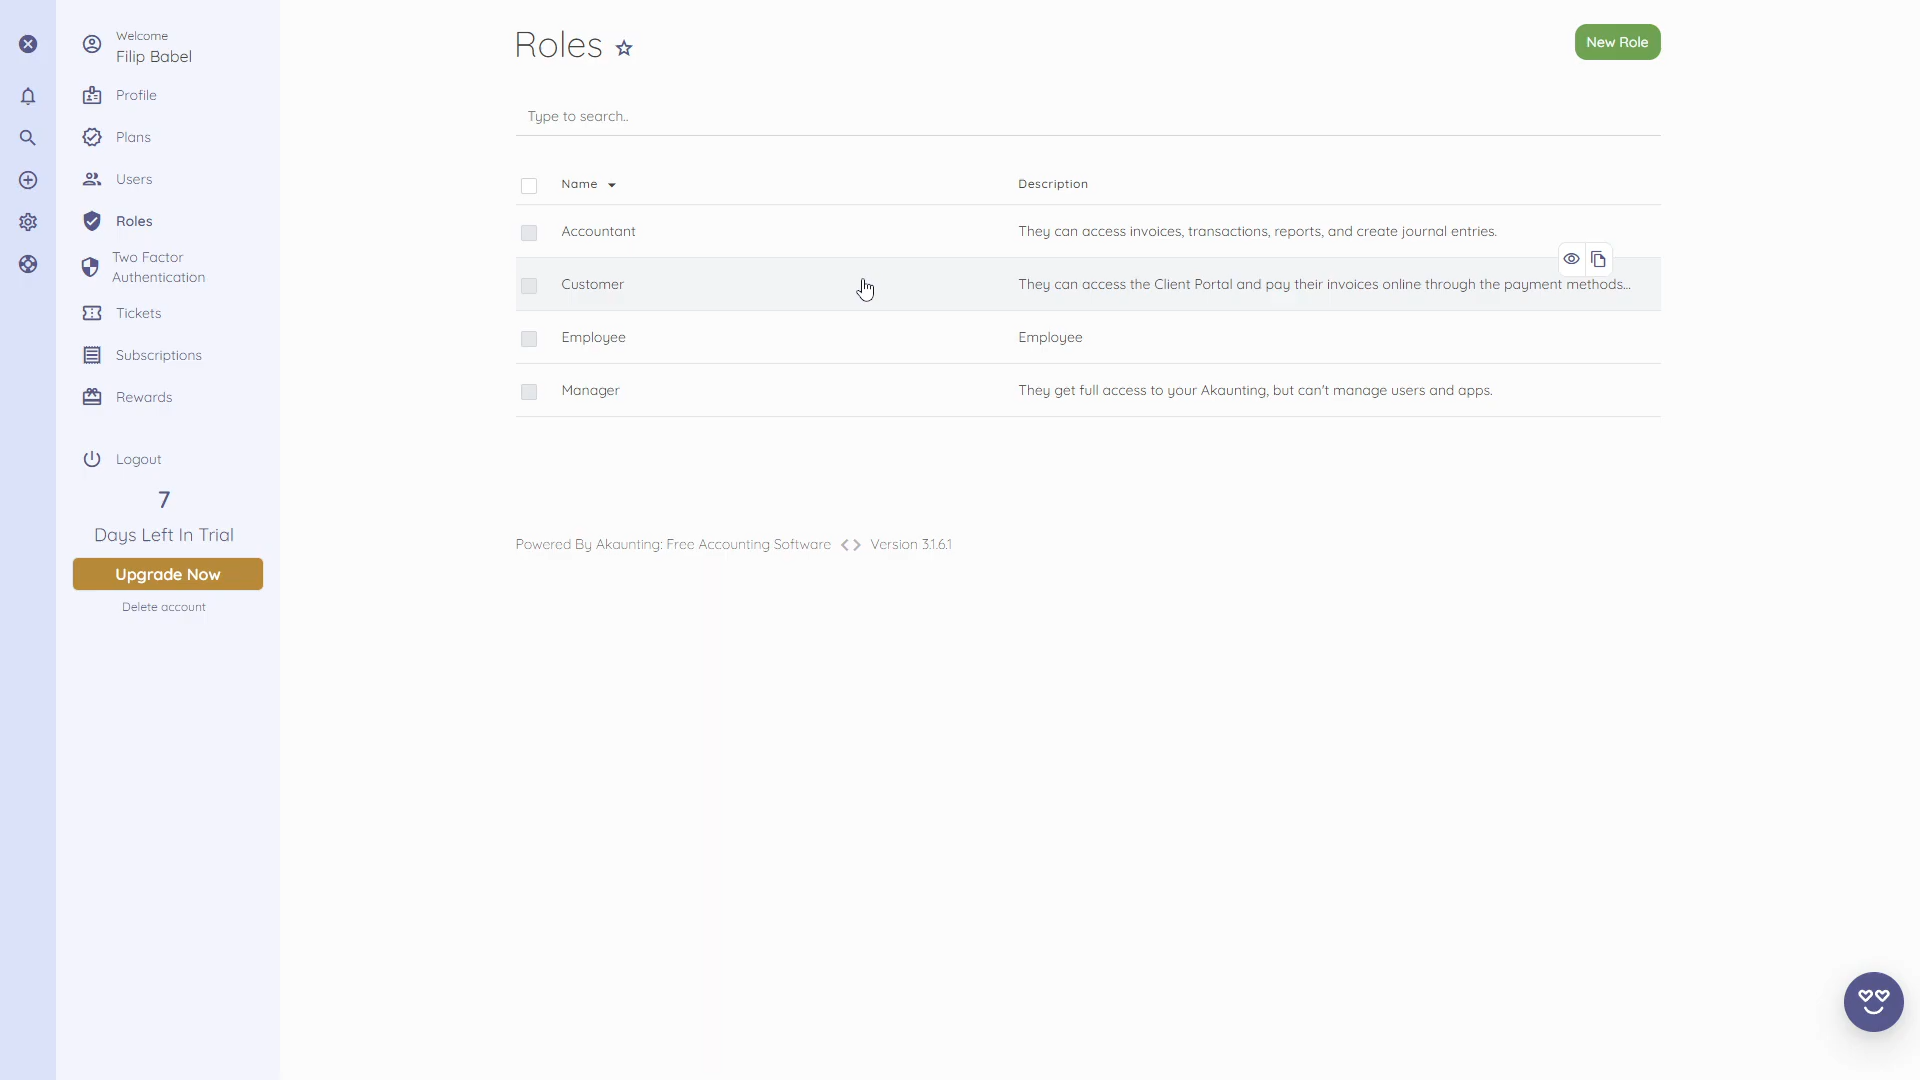 Welcome
Filip Babel
Profile
Plans
Users
Roles
Two Factor
Authentication
Tickets
Subscriptions
Rewards
Logout
7
Days Left In Trial
Upgrade Now
Delete account
Roles
New Role
Type to search..
Name Description
Accountant They can access invoices, transactions, reports, and create journal entries.
Customer They can access the Client Portal and pay their invoices online through the payment methods...
Employee Employee
Manager They get full access to your Akaunting, but can't manage users and apps.
Powered By Akaunting: Free Accounting Software Version 3.1.6.1